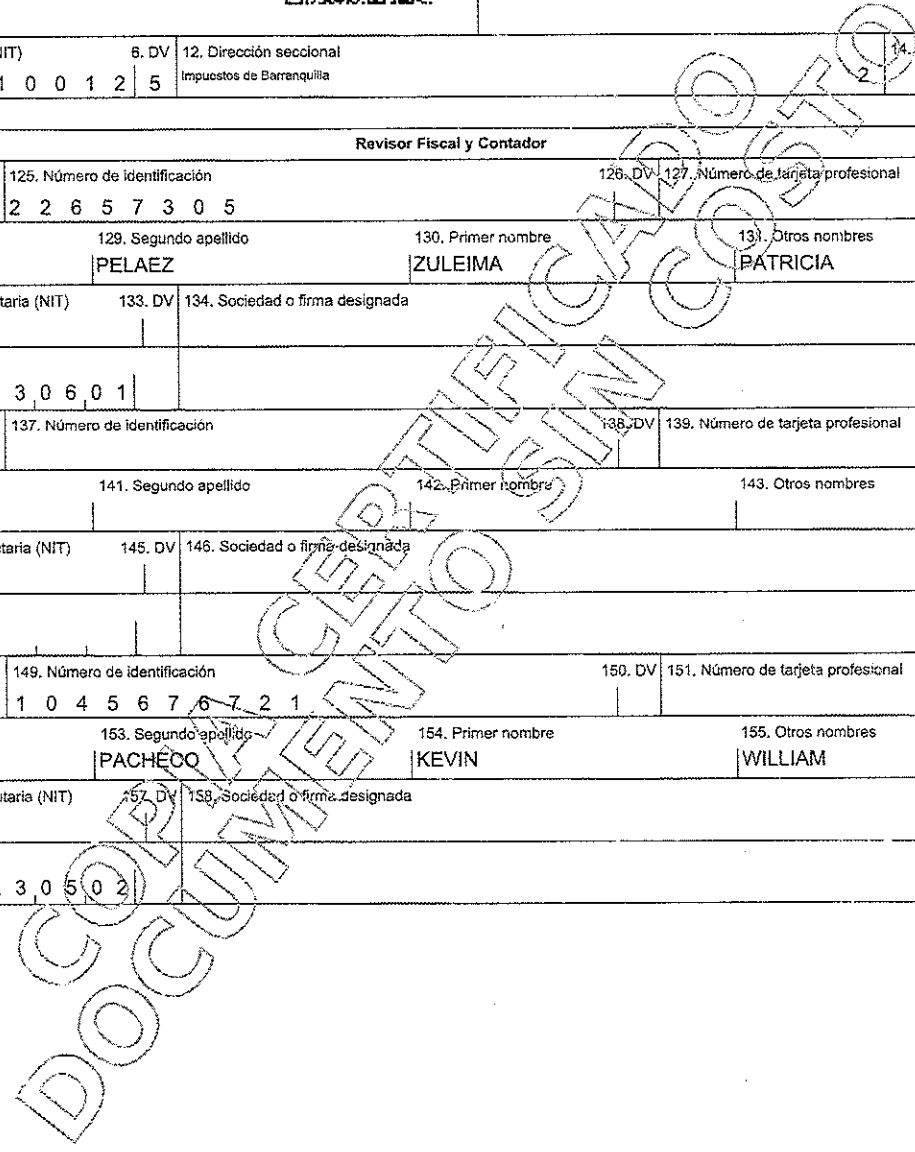 IIT) 6. DV 12. Dirección seccional 14.
1 0 0 1 2 5 Impuestos de Barranquilla 2
Revisor Fiscal y Contador
125. Número de identificación 126. DV 127. Número de tarjeta profesional
2 2 6 5 7 3 0 5
129. Segundo apellido 130. Primer nombre 131. Otros nombres
PELAEZ ZULEIMA PATRICIA
taria (NIT) 133. DV 134. Sociedad o firma designada
3 0 6 0 1
137. Número de identificación 138. DV 139. Número de tarjeta profesional
141. Segundo apellido 142. Primer nombre 143. Otros nombres
taria (NIT) 145. DV 146. Sociedad o firma designada
149. Número de identificación 150. DV 151. Número de tarjeta profesional
1 0 4 5 6 7 6 7 2 1
153. Segundo apellido 154. Primer nombre 155. Otros nombres
PACHECO KEVIN WILLIAM
utaria (NIT) 157. DV 158. Sociedad o firma designada
3 0 5 0 2
COPIA CERTIFICADO
DOCUMENTO SIN COSTO